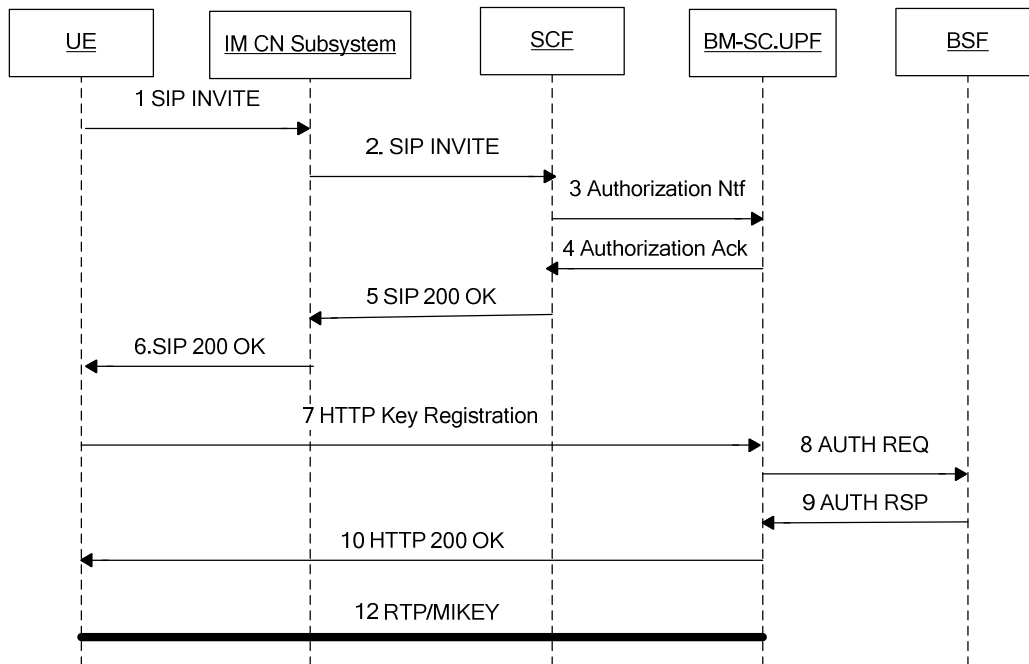 UE
IM CN Subsystem
SCF
BM-SC.UPF
BSF
1 SIP INVITE
2. SIP INVITE
3 Authorization Ntf
4 Authorization Ack
5 SIP 200 OK
6.SIP 200 OK
7 HTTP Key Registration
8 AUTH REQ
9 AUTH RSP
10 HTTP 200 OK
12 RTP/MIKEY